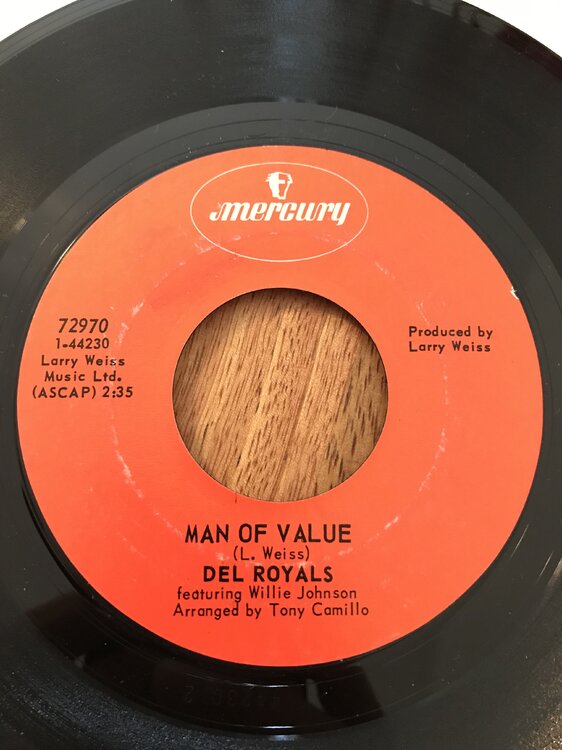 mercury
72970
1-44230
Larry Weiss
Music Ltd.
(ASCAP) 2:35
Produced by
Larry Weiss
MAN OF VALUE
(L. Weiss)
DEL ROYALS
featuring Willie Johnson
Arranged by Tony Camillo